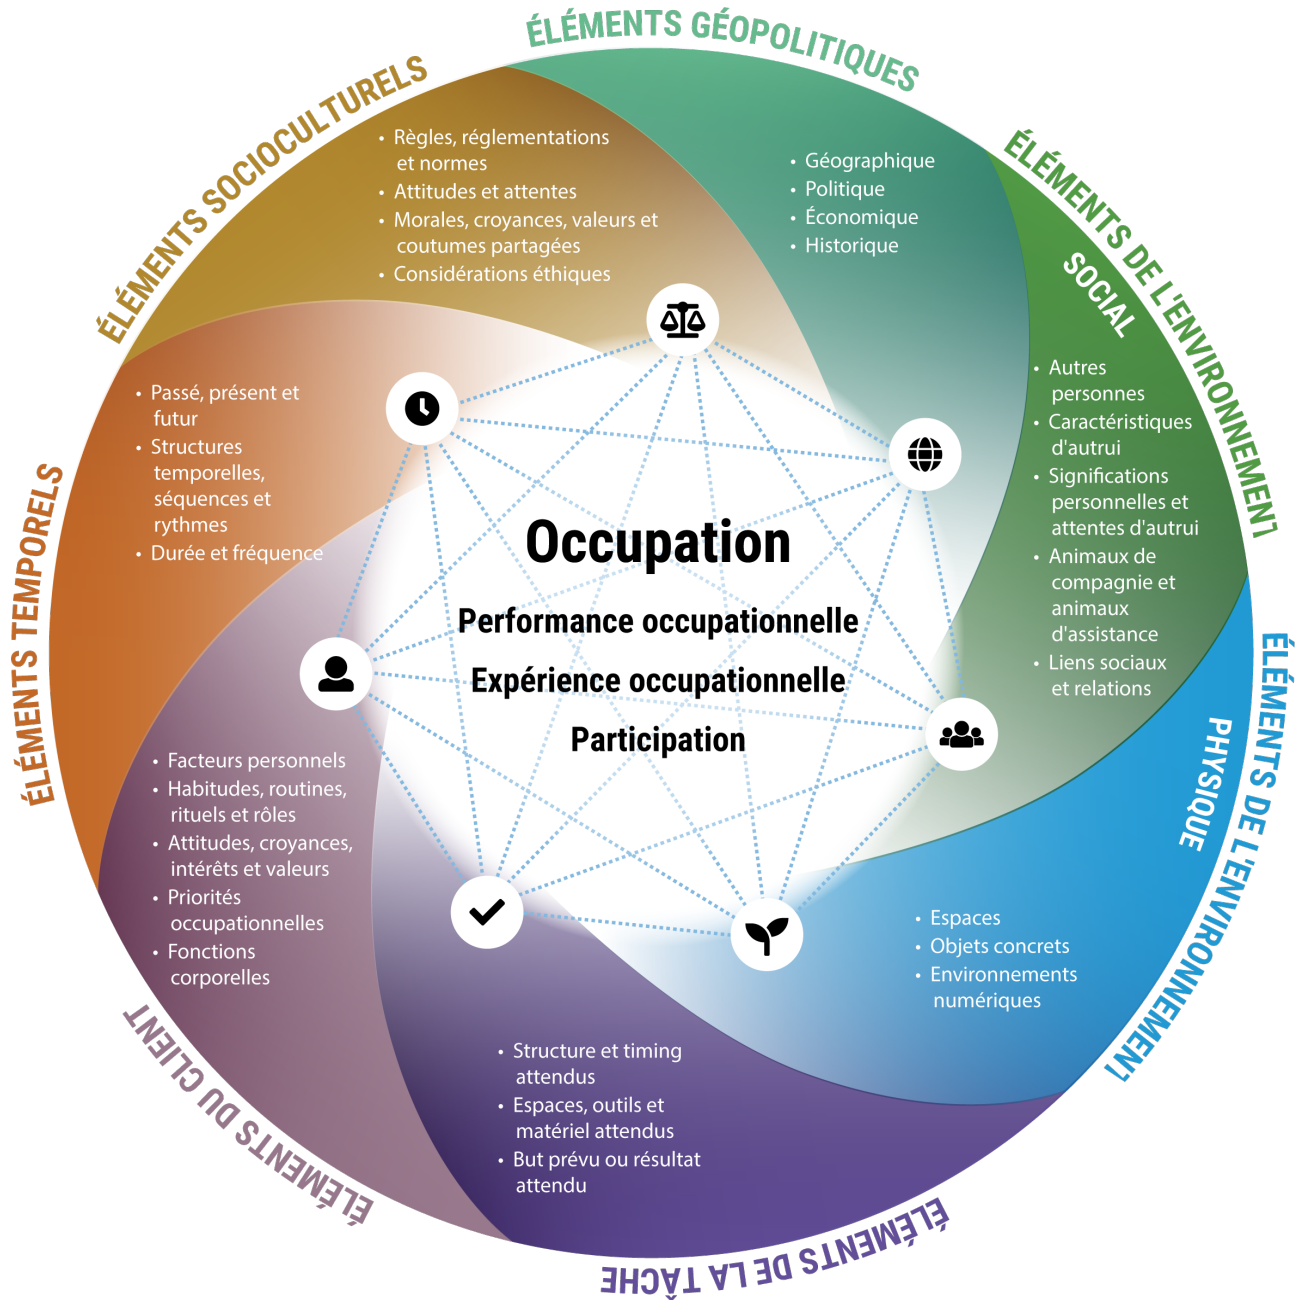 ÉLÉMENTS GÉOPOLITIQUES
• Géographique
• Politique
• Économique
• Historique
ÉLÉMENTS DE L'ENVIRONNEMENT
SOCIAL
• Autres
personnes
• Caractéristiques
d'autrui
• Significations
personnelles et
attentes d'autrui
• Animaux de
compagnie et
animaux
d'assistance
• Liens sociaux
et relations
ÉLÉMENTS DE L'ENVIRONNEMENT
PHYSIQUE
• Espaces
• Objets concrets
• Environnements
numériques
ÉLÉMENTS DE LA TÂCHE
• Structure et timing
attendus
• Espaces, outils et
matériel attendus
• But prévu ou résultat
attendu
ÉLÉMENTS DU CLIENT
• Facteurs personnels
• Habitudes, routines,
rituels et rôles
• Attitudes, croyances,
intérêts et valeurs
• Priorités
occupationnelles
• Fonctions
corporelles
ÉLÉMENTS TEMPORELS
• Passé, présent et
futur
• Structures
temporelles,
séquences et
rythmes
• Durée et fréquence
ÉLÉMENTS SOCIOCULTURELS
• Règles, réglementations
et normes
• Attitudes et attentes
• Morales, croyances, valeurs et
coutumes partagées
• Considérations éthiques
Occupation
Performance occupationnelle
Expérience occupationnelle
Participation